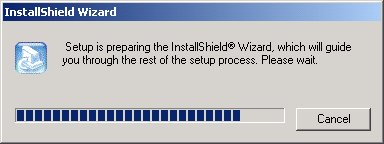 InstallShield Wizard
Setup is preparing the InstallShield® Wizard, which will guide
you through the rest of the setup process. Please wait.
Cancel